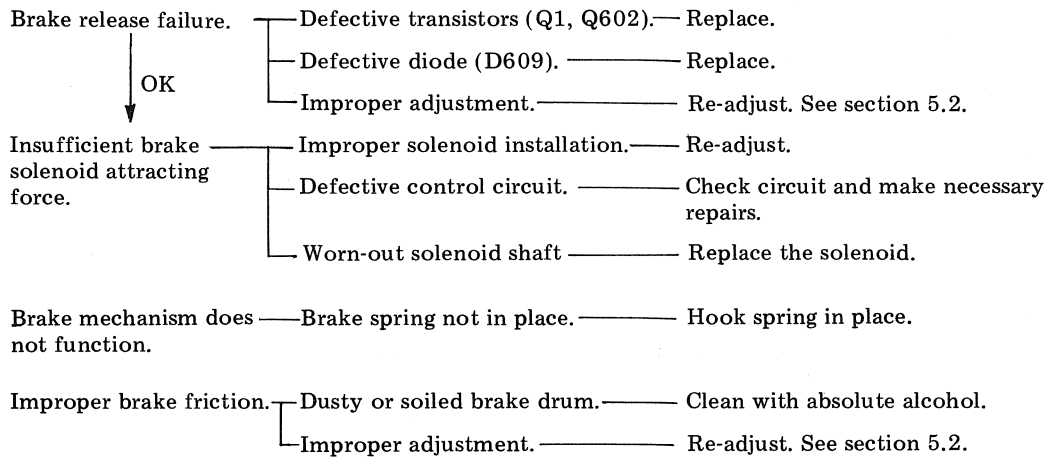 Brake release failure. Defective transistors (Q1, Q602). Replace.
Defective diode (D609). Replace.
OK
Improper adjustment. Re-adjust. See section 5.2.
Insufficient brake Improper solenoid installation. Re-adjust.
solenoid attracting Defective control circuit. Check circuit and make necessary
force. repairs.
Worn-out solenoid shaft Replace the solenoid.
Brake mechanism does Brake spring not in place. Hook spring in place.
not function.
Improper brake friction. Dusty or soiled brake drum. Clean with absolute alcohol.
Improper adjustment. Re-adjust. See section 5.2.